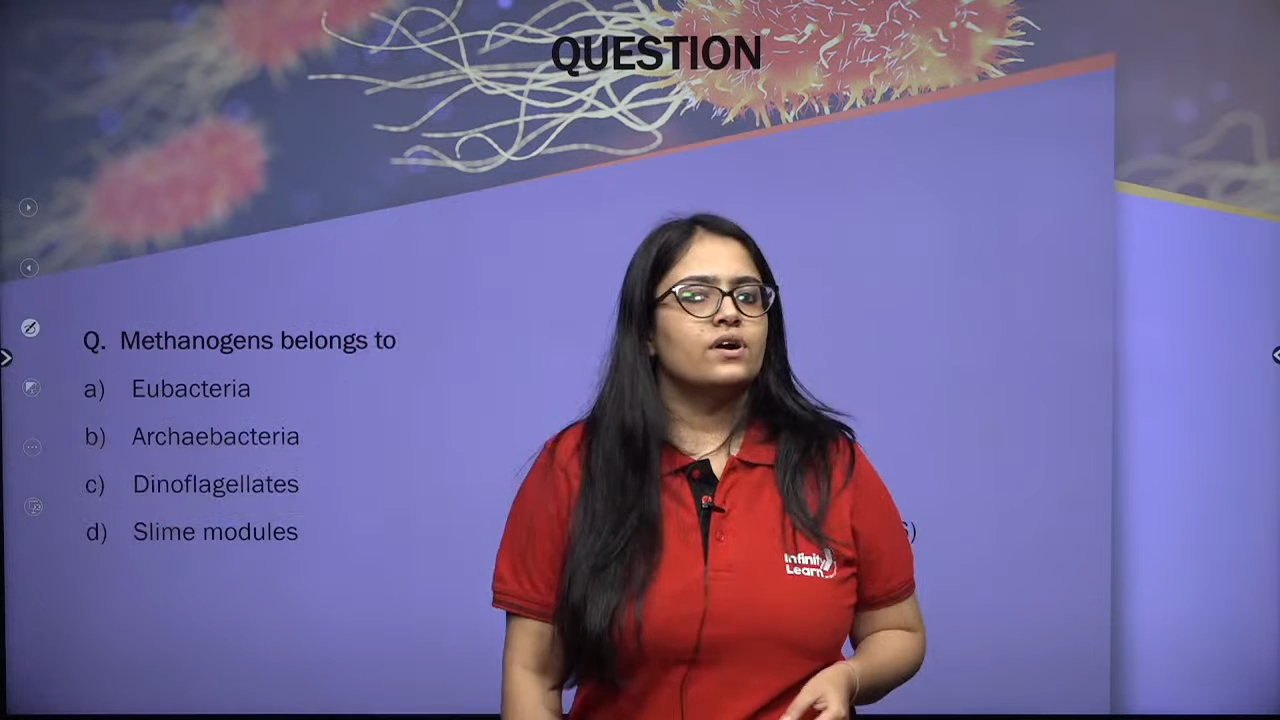 QUESTION
Q. Methanogens belongs to
a) Eubacteria
b) Archaebacteria
c) Dinoflagellates
d) Slime modules
Infinity
Learn